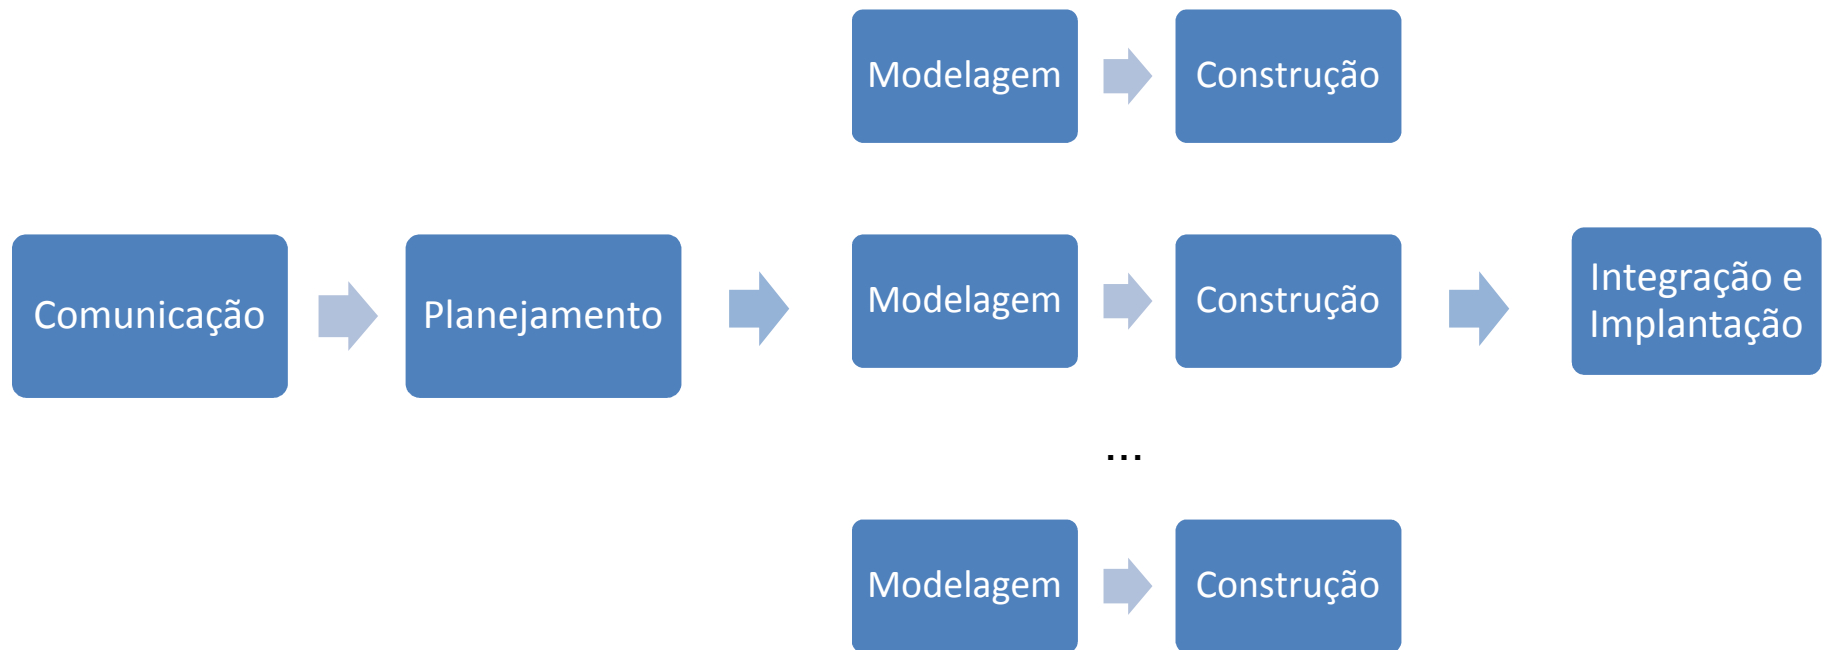 Modelagem
Construção
Comunicação
Planejamento
Modelagem
Construção
Integração e
Implantação
...
Modelagem
Construção